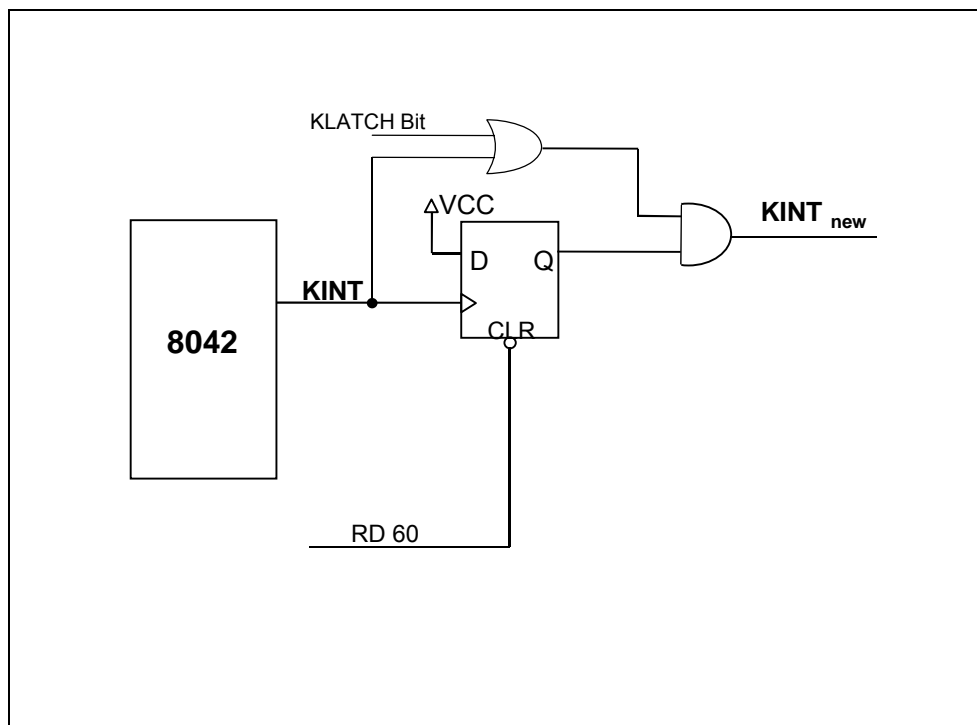 KLATCH Bit
VCC
KINT new
D Q
KINT
CLR
8042
RD 60